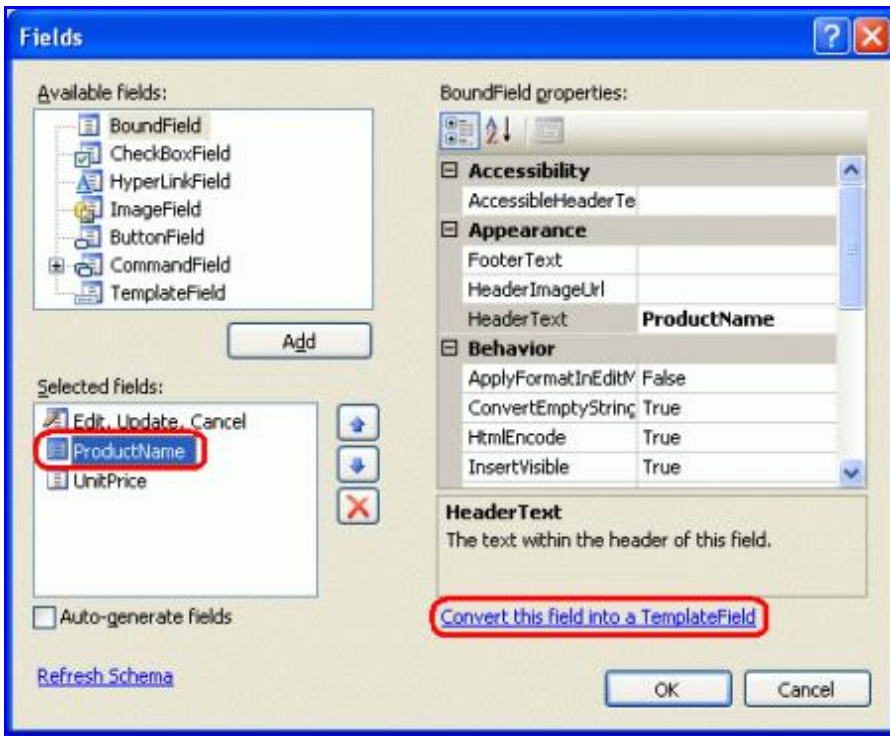 Fields
Available fields:
BoundField
CheckBoxField
HyperLinkField
ImageField
ButtonField
CommandField
TemplateField
Add
Selected fields:
Edit, Update, Cancel
ProductName
UnitPrice
Auto-generate fields
Refresh Schema
BoundField properties:
Accessibility
AccessibleHeaderTe
Appearance
FooterText
HeaderImageUrl
HeaderText ProductName
Behavior
ApplyFormatInEditM False
ConvertEmptyString True
HtmlEncode True
InsertVisible True
HeaderText
The text within the header of this field.
Convert this field into a TemplateField
OK Cancel